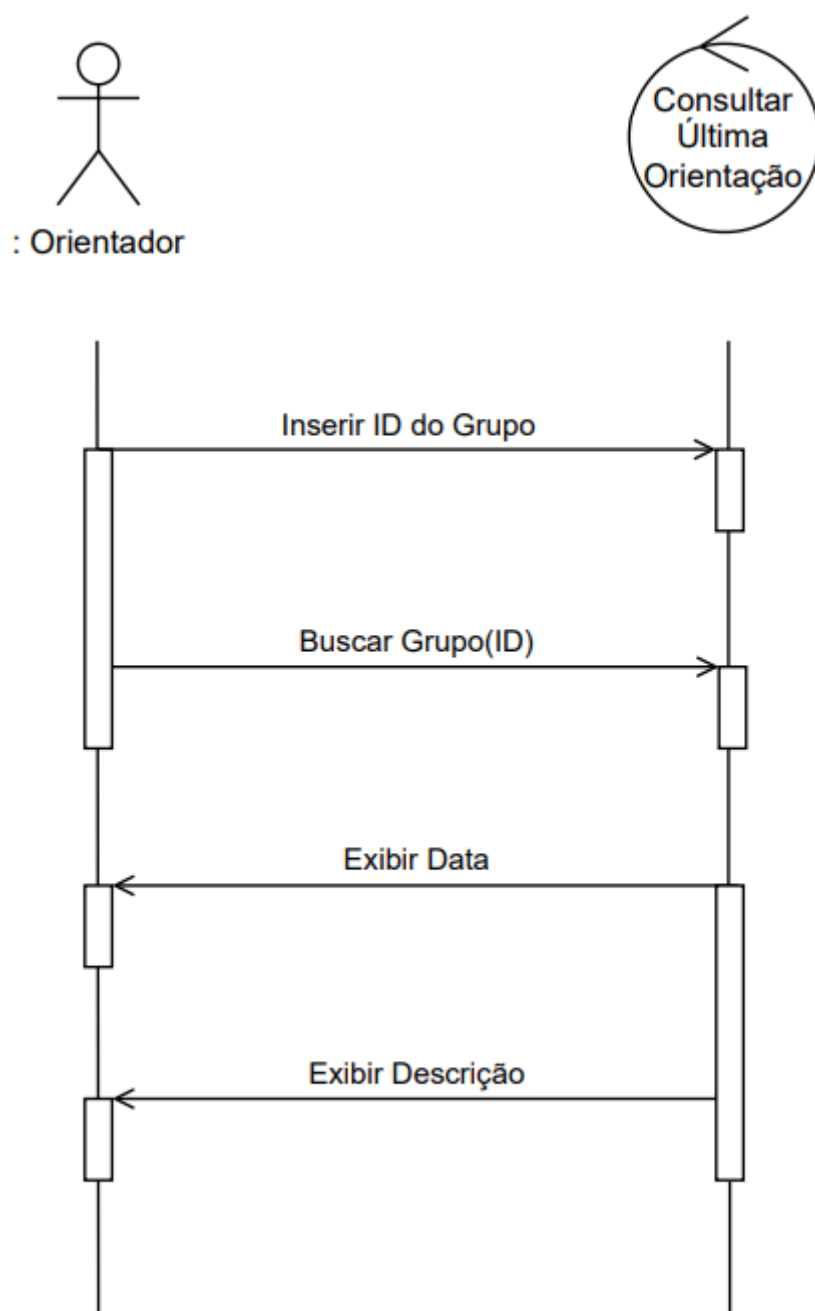 Consultar
Última
Orientação
: Orientador
Inserir ID do Grupo
Buscar Grupo(ID)
Exibir Data
Exibir Descrição